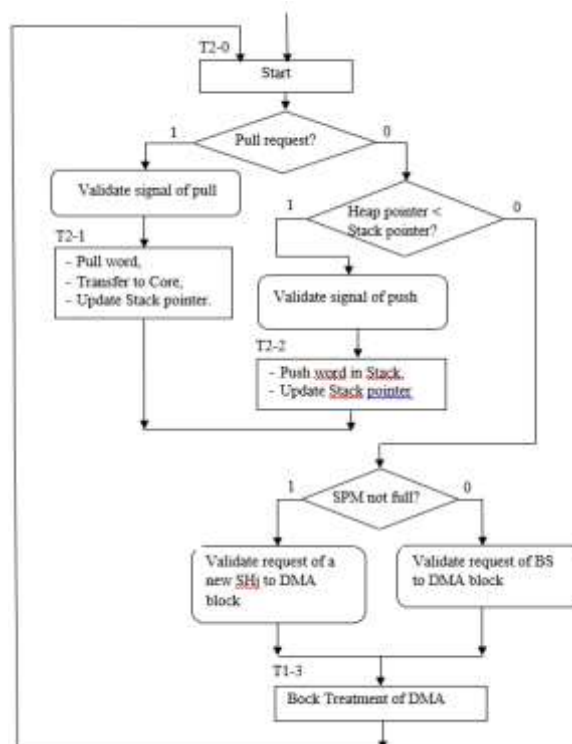 T2-0
Start
1
Pull request?
0
Validate signal of pull
1
Heap pointer <
Stack pointer?
0
T2-1
- Pull word,
- Transfer to Core,
- Update Stack pointer.
Validate signal of push
T2-2
- Push word in Stack,
- Update Stack pointer
1
SPM not full?
0
Validate request of a
new SHj to DMA
block
Validate request of BS
to DMA block
T1-3
Bock Treatment of DMA